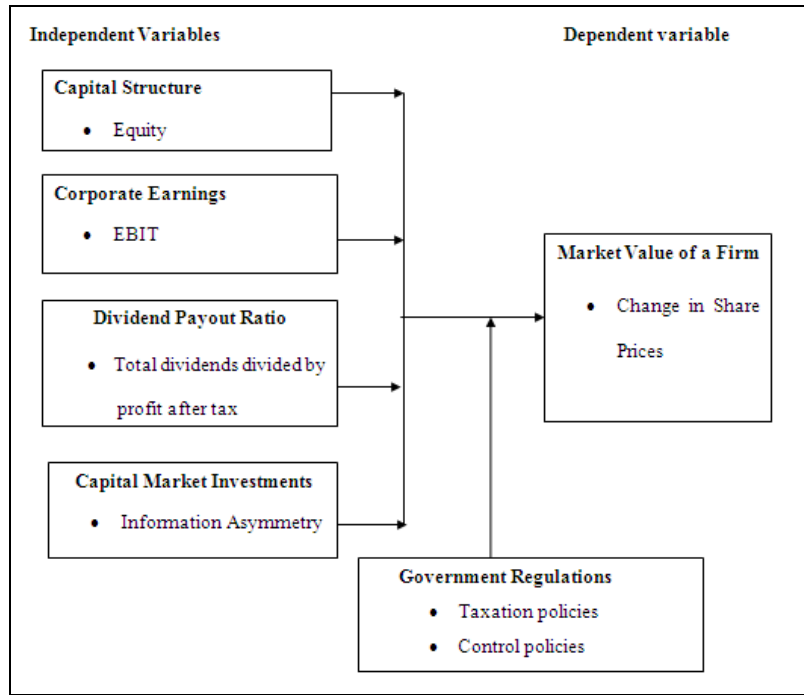 Independent Variables
Dependent variable
Capital Structure
• Equity
Corporate Earnings
• EBIT
Dividend Payout Ratio
• Total dividends divided by
profit after tax
Capital Market Investments
• Information Asymmetry
Market Value of a Firm
• Change in Share
Prices
Government Regulations
• Taxation policies
• Control policies